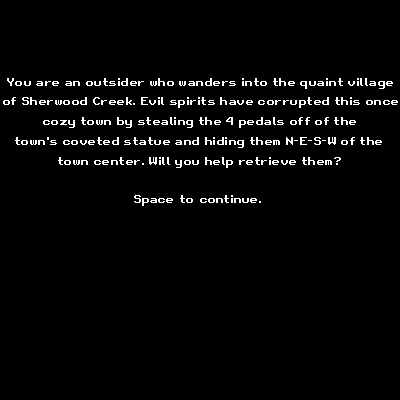 You are an outsider who wanders into the quaint village
of Sherwood Creek. Evil spirits have corrupted this once
cozy town by stealing the 4 pedals off of the
town's coveted statue and hiding them N-E-S-W of the
town center. Will you help retrieve them?
Space to continue.